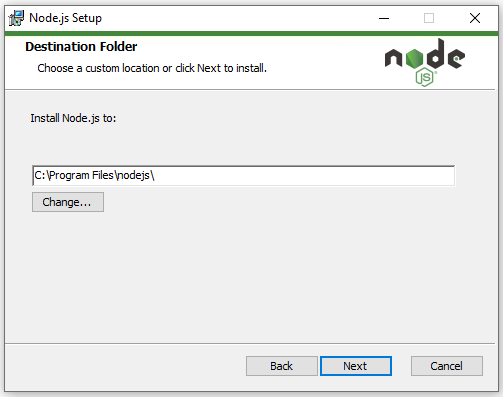 Node.js Setup
Destination Folder
Choose a custom location or click Next to install.
node
JS
Install Node.js to:
C:\Program Files\nodejs\
Change...
Back
Next
Cancel